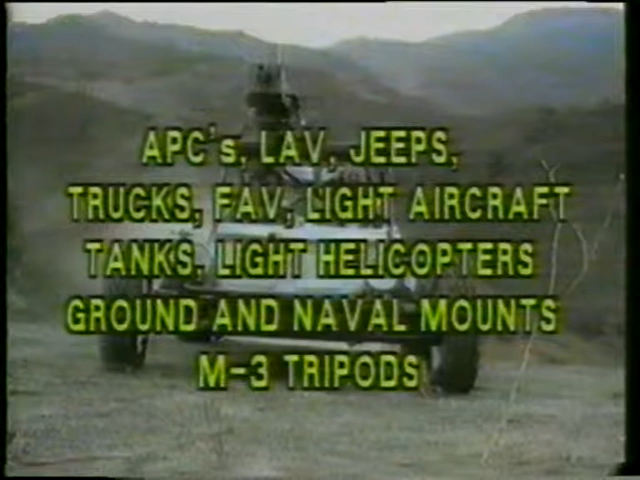 APC's, LAV, JEEPS,
TRUCKS, FAV, LIGHT AIRCRAFT
TANKS, LIGHT HELICOPTERS
GROUND AND NAVAL MOUNTS
M-3 TRIPODS